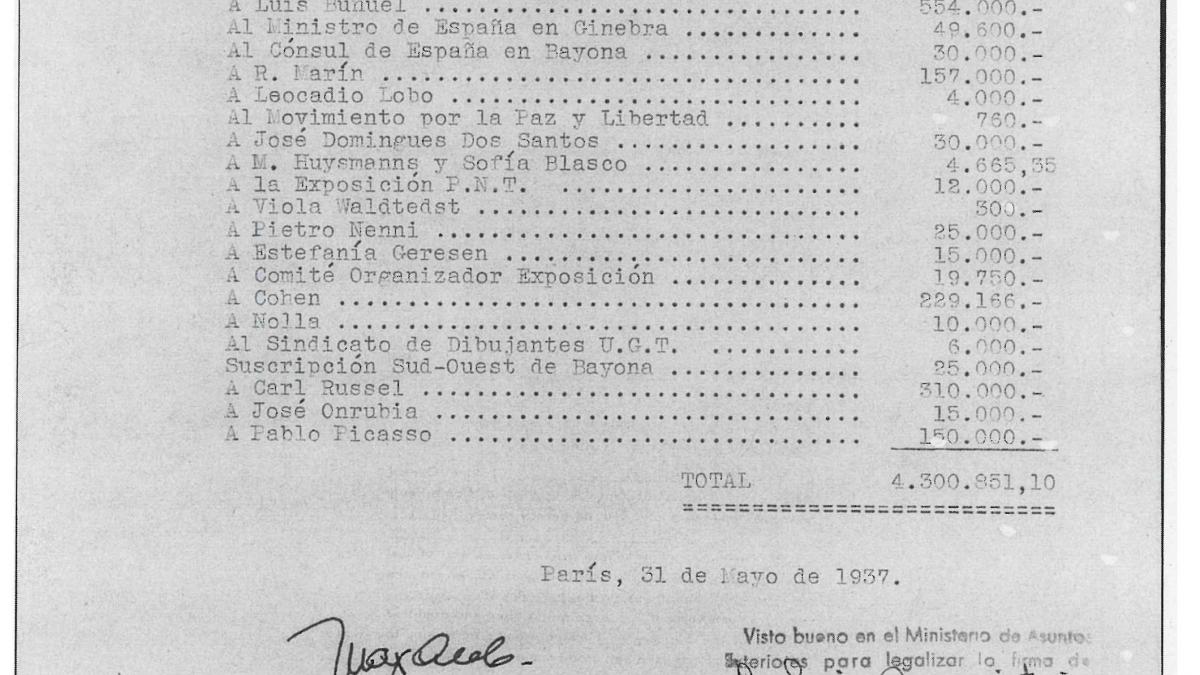 A Luis Buñuel ................................ 554.000.-
Al Ministro de España en Ginebra ............. 49.600.-
Al Cónsul de España en Bayona ................ 30.000.-
A R. Marín ................................... 157.000.-
A Leocadio Lobo .............................. 4.000.-
Al Movimiento por la Paz y Libertad .......... 760.-
A José Domingues Dos Santos .................. 30.000.-
A M. Huysmanns y Sofía Blasco ................ 4.665,35
A la Exposición P.N.T. ...................... 12.000.-
A Viola Waldtedst ............................ 300.-
A Pietro Nenni ............................... 25.000.-
A Estefanía Geresen .......................... 15.000.-
A Comité Organizador Exposición .............. 19.750.-
A Cohen ...................................... 229.166.-
A Nolla ...................................... 10.000.-
Al Sindicato de Dibujantes U.G.T. ........... 6.000.-
Suscripción Sud-Ouest de Bayona .............. 25.000.-
A Carl Russel ................................ 310.000.-
A José Onrubia ............................... 15.000.-
A Pablo Picasso .............................. 150.000.-
TOTAL 4.300.851,10
París, 31 de Mayo de 1937.
Visto bueno en el Ministerio de Asuntos
Exteriores para legalizar la firma de